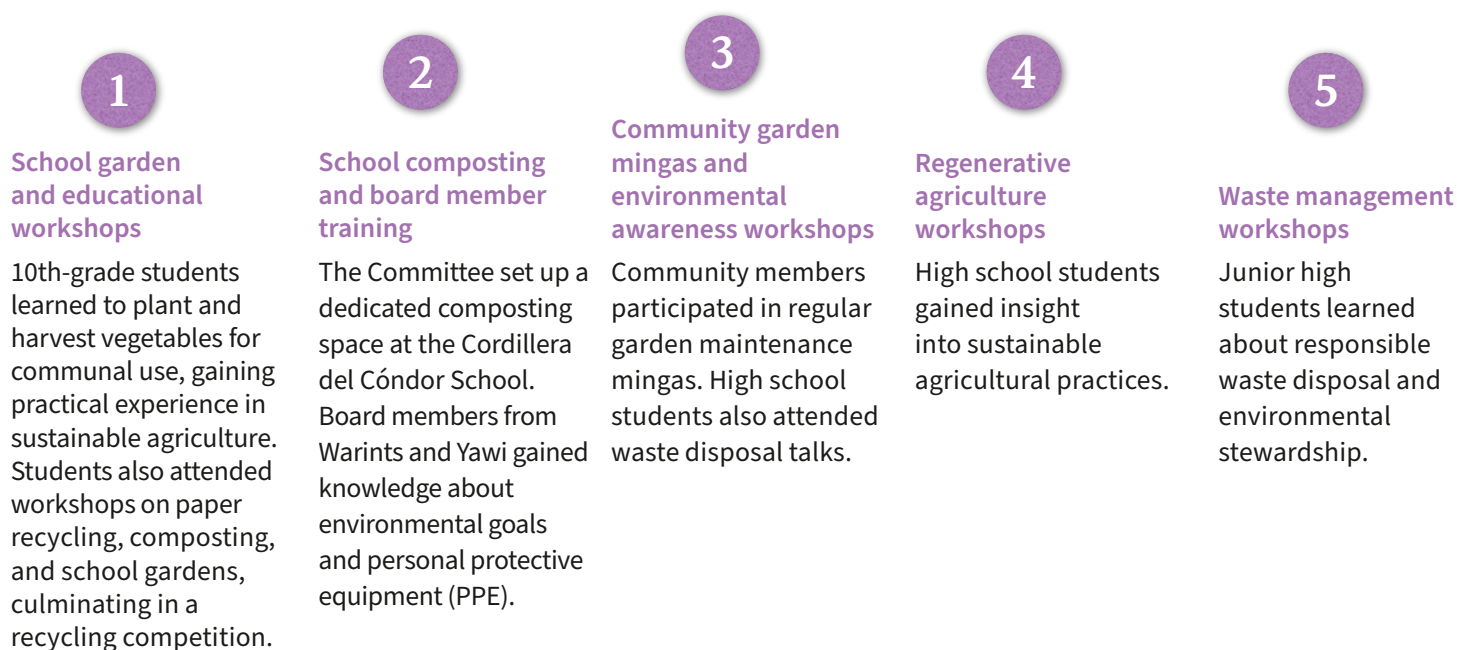 1
School garden
and educational
workshops
10th-grade students
learned to plant and
harvest vegetables for
communal use, gaining
practical experience in
sustainable agriculture.
Students also attended
workshops on paper
recycling, composting,
and school gardens,
culminating in a
recycling competition.
2
School composting
and board member
training
The Committee set up a
dedicated composting
space at the Cordillera
del Cóndor School.
Board members from
Warints and Yawi gained
knowledge about
environmental goals
and personal protective
equipment (PPE).
3
Community garden
mingas and
environmental
awareness workshops
Community members
participated in regular
garden maintenance
mingas. High school
students also attended
waste disposal talks.
4
Regenerative
agriculture
workshops
High school students
gained insight
into sustainable
agricultural practices.
5
Waste management
workshops
Junior high
students learned
about responsible
waste disposal and
environmental
stewardship.